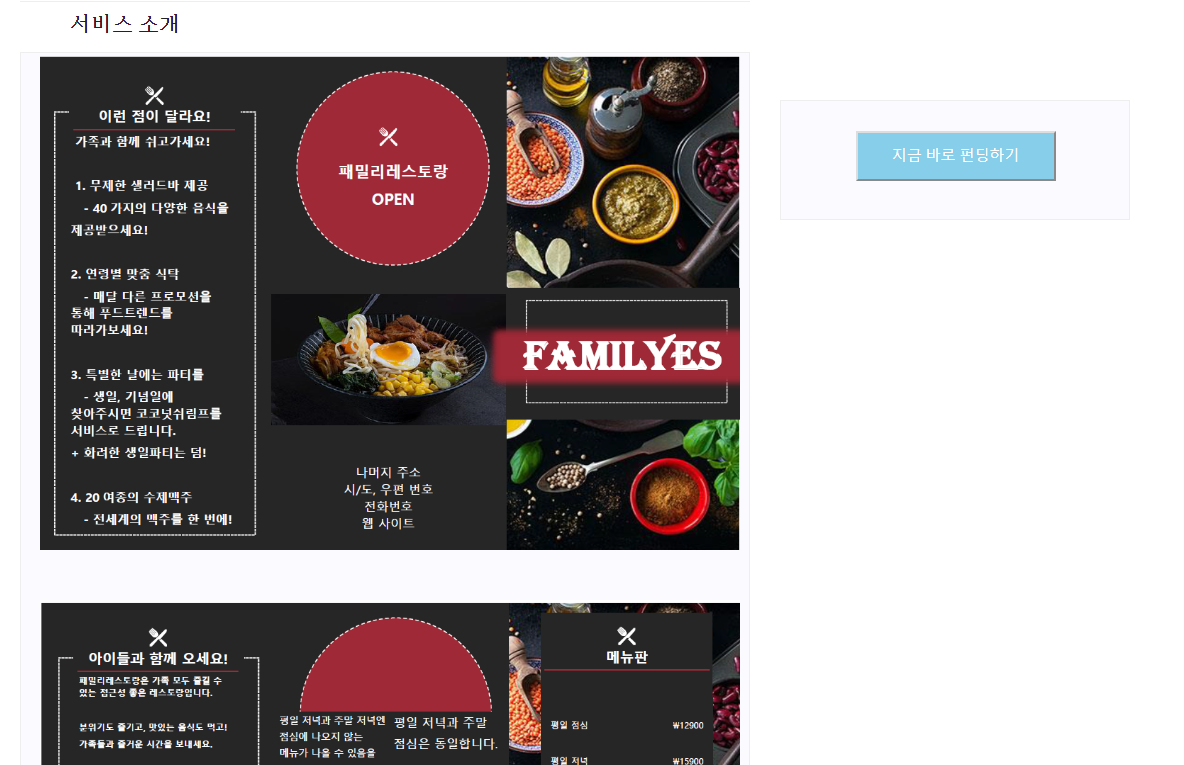 서비스 소개
이런 점이 달라요!
가족과 함께 쉬고가세요!
1. 무제한 샐러드바 제공
- 40 가지의 다양한 음식을
제공받으세요!
2. 연령별 맞춤 식탁
- 매달 다른 프로모션을
통해 푸드트렌드를
따라가보세요!
3. 특별한 날에는 파티를
- 생일, 기념일에
찾아주시면 코코넛쉬림프를
서비스로 드립니다.
+ 화려한 생일파티는 덤!
4. 20 여종의 수제맥주
- 전세계의 맥주를 한 번에!
패밀리레스토랑
OPEN
나머지 주소
시/도, 우편 번호
전화번호
웹 사이트
FAMILYES
지금 바로 펀딩하기
아이들과 함께 오세요!
패밀리레스토랑은 가족 모두 즐길 수
있는 접근성 좋은 레스토랑입니다.
분위기도 즐기고, 맛있는 음식도 먹고!
가족들과 즐거운 시간을 보내세요.
평일 저녁과 주말 저녁엔
점심에 나오지 않는
메뉴가 나올 수 있음을
평일 저녁과 주말
점심은 동일합니다.
메뉴판
평일 점심 ₩12900
평일 저녁 ₩15900